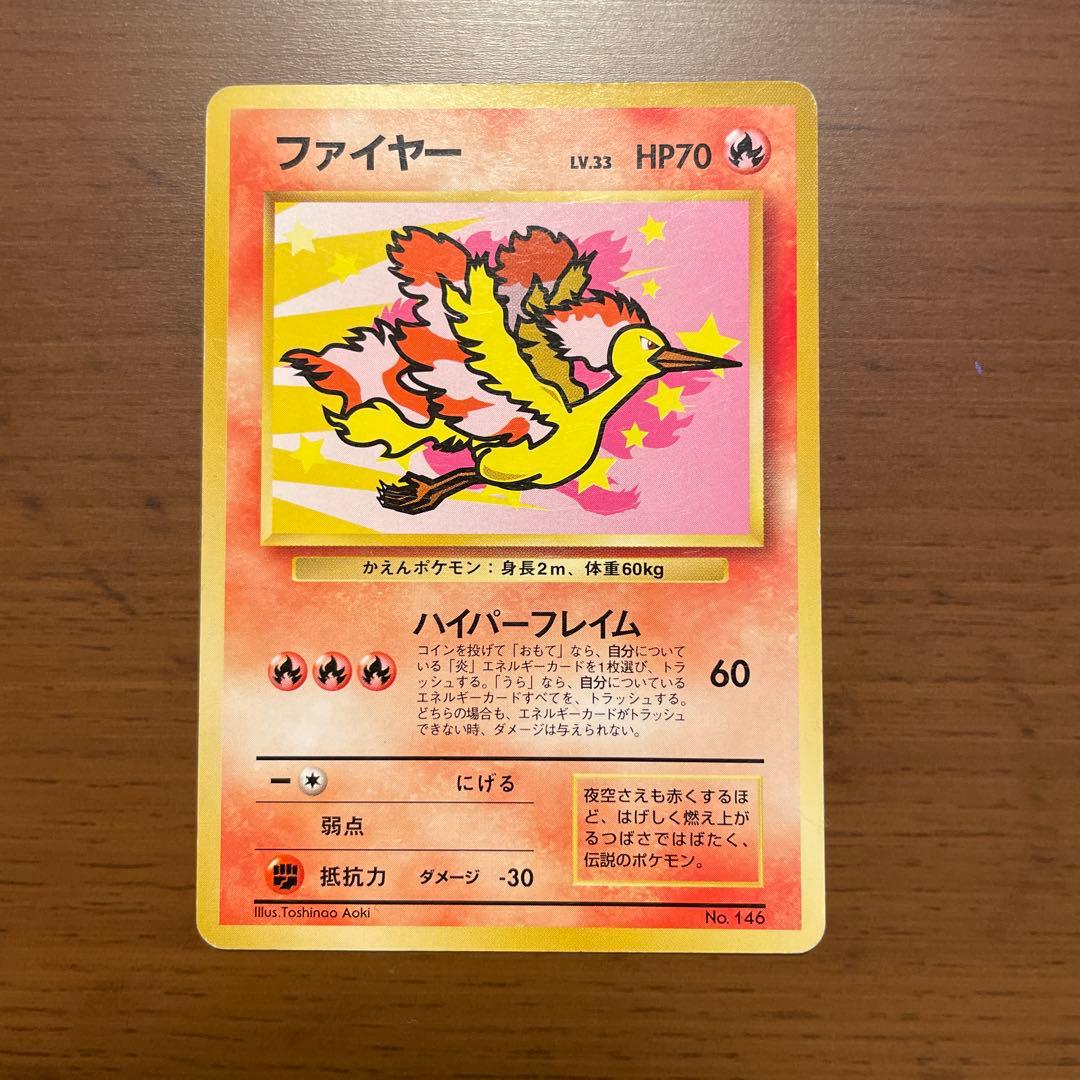 ファイヤー LV.33 HP70
かえんポケモン：身長2m、体重60kg
ハイパーフレイム
コインを投げて「おもて」なら、自分について
いる「炎」エネルギーカードを1枚選び、トラ
ッシュする。「うら」なら、自分についている
エネルギーカードすべてを、トラッシュする。
どちらの場合も、エネルギーカードがトラッシュ
できない時、ダメージは与えられない。
60
ー にげる
弱点
抵抗力 ダメージ -30
夜空さえも赤くするほ
ど、はげしく燃え上が
るつばさではばたく、
伝説のポケモン。
Illus.Toshinao Aoki
No. 146